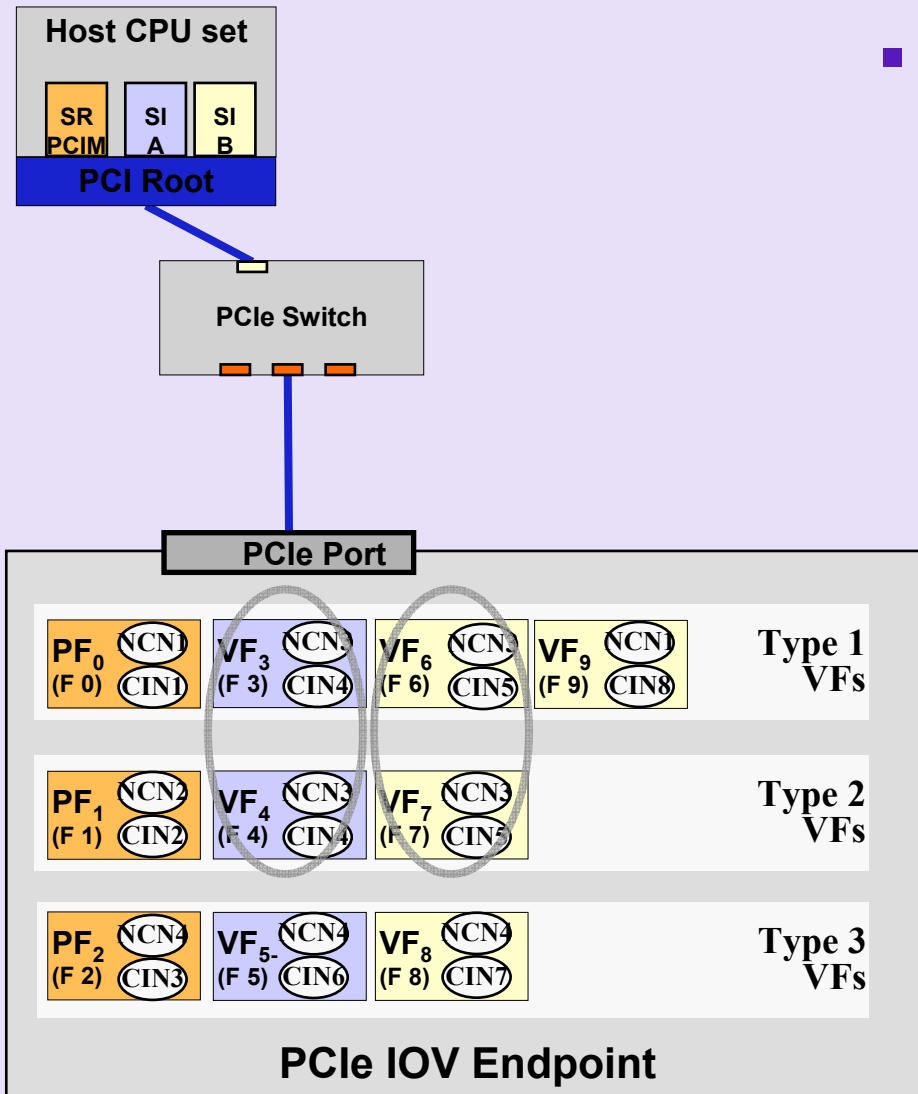 Host CPU set
SR PCIM
SI A
SI B
PCI Root
PCIe Switch
PCIe Port
PF0 (F 0) NCN1 CIN1
VF3 (F 3) NCN3 CIN4
VF6 (F 6) NCN3 CIN5
VF9 (F 9) NCN1 CIN8
Type 1
VFs
PF1 (F 1) NCN2 CIN2
VF4 (F 4) NCN3 CIN4
VF7 (F 7) NCN3 CIN5
Type 2
VFs
PF2 (F 2) NCN4 CIN3
VF5- (F 5) NCN4 CIN6
VF8 (F 8) NCN4 CIN7
Type 3
VFs
PCIe IOV Endpoint